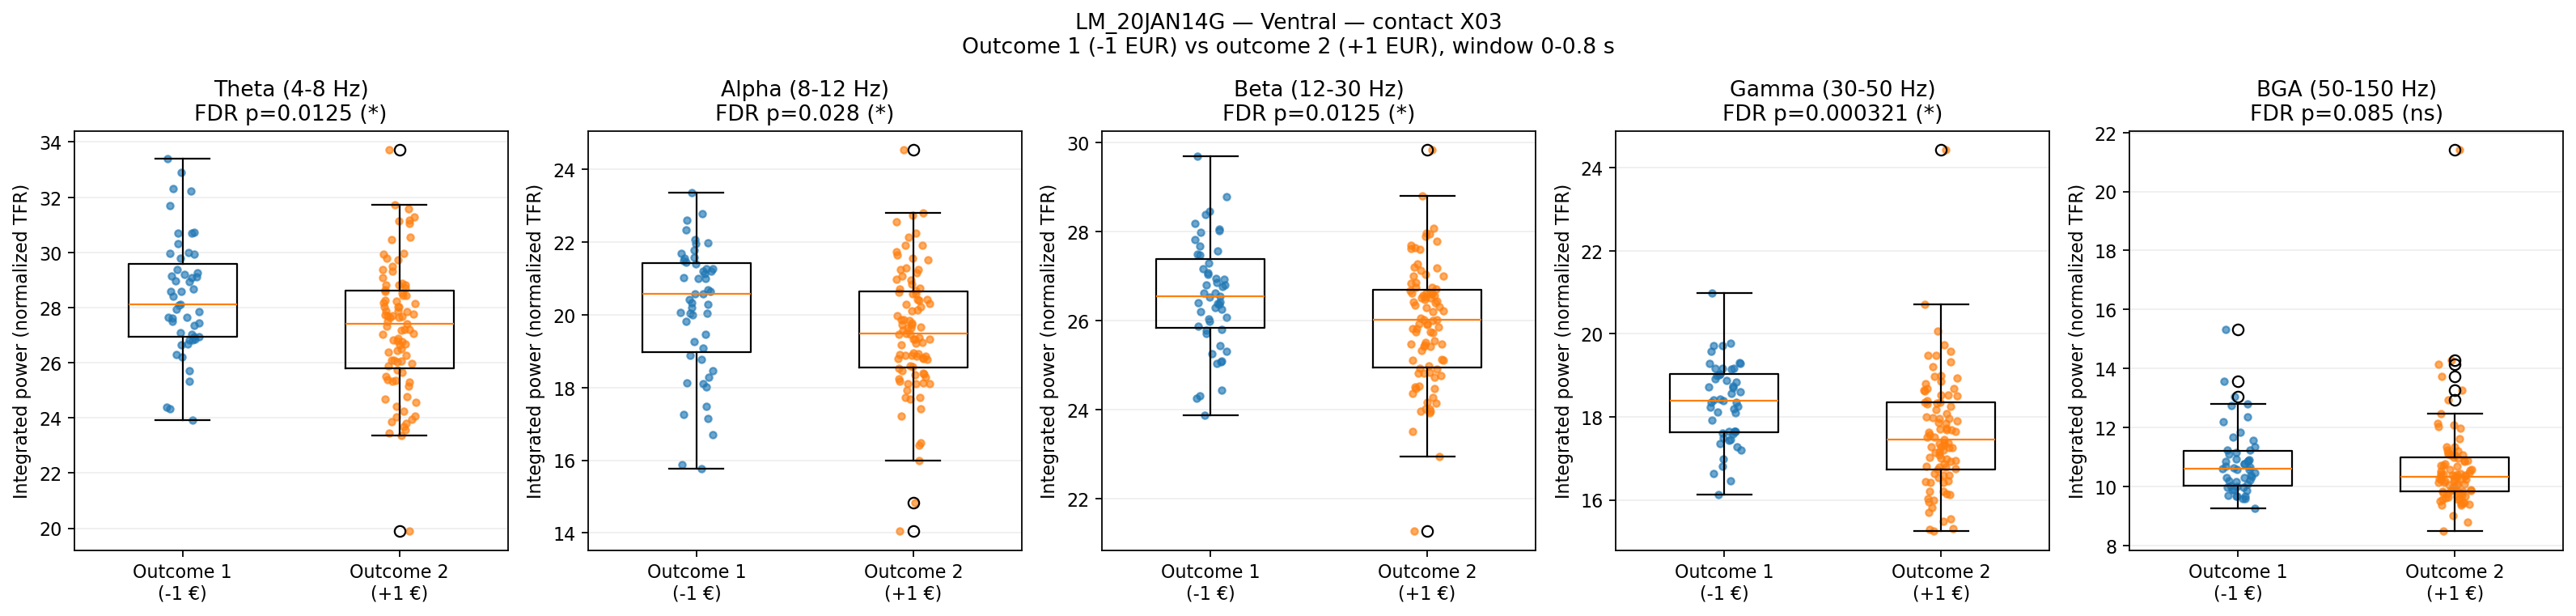 LM_20JAN14G — Ventral — contact X03
Outcome 1 (-1 EUR) vs outcome 2 (+1 EUR), window 0-0.8 s
Theta (4-8 Hz)
FDR p=0.0125 (*)
Integrated power (normalized TFR)
34
32
30
28
26
24
22
20
Outcome 1
(-1 €)
Outcome 2
(+1 €)
Alpha (8-12 Hz)
FDR p=0.028 (*)
Integrated power (normalized TFR)
24
22
20
18
16
14
Outcome 1
(-1 €)
Outcome 2
(+1 €)
Beta (12-30 Hz)
FDR p=0.0125 (*)
Integrated power (normalized TFR)
30
28
26
24
22
Outcome 1
(-1 €)
Outcome 2
(+1 €)
Gamma (30-50 Hz)
FDR p=0.000321 (*)
Integrated power (normalized TFR)
24
22
20
18
16
Outcome 1
(-1 €)
Outcome 2
(+1 €)
BGA (50-150 Hz)
FDR p=0.085 (ns)
Integrated power (normalized TFR)
22
20
18
16
14
12
10
8
Outcome 1
(-1 €)
Outcome 2
(+1 €)